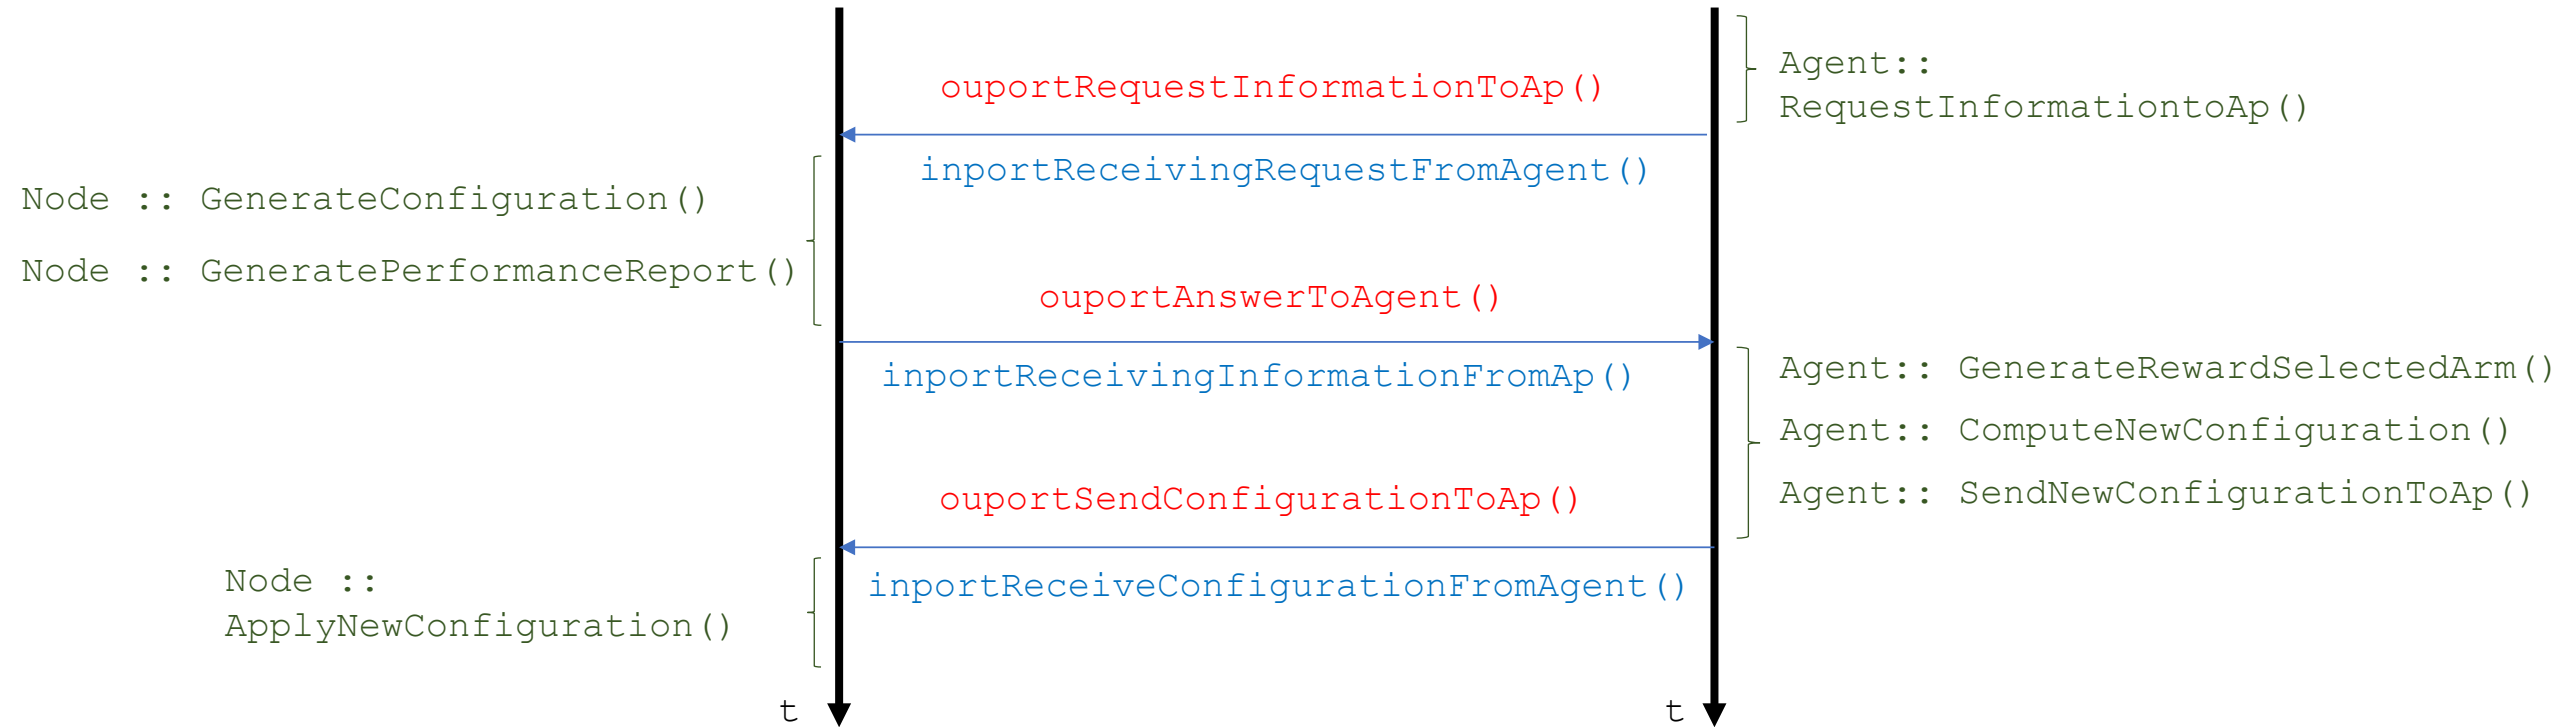 Agent::
RequestInformationtoAp()
ouportRequestInformationToAp()
inportReceivingRequestFromAgent()
Node :: GenerateConfiguration()
Node :: GeneratePerformanceReport()
ouportAnswerToAgent()
inportReceivingInformationFromAp()
Agent:: GenerateRewardSelectedArm()
Agent:: ComputeNewConfiguration()
Agent:: SendNewConfigurationToAp()
ouportSendConfigurationToAp()
inportReceiveConfigurationFromAgent()
Node ::
ApplyNewConfiguration()
t
t